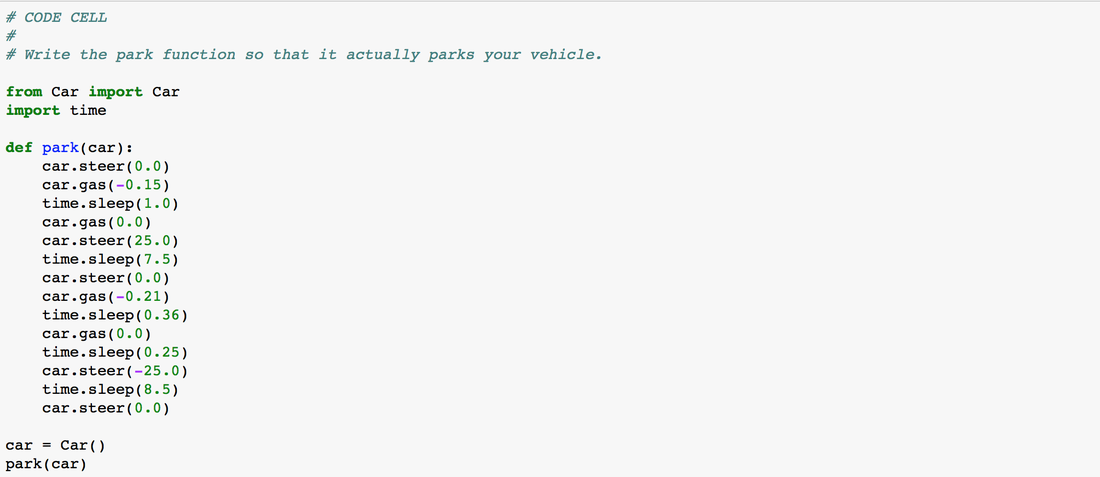 # CODE CELL
#
# Write the park function so that it actually parks your vehicle.
from Car import Car
import time
def park(car):
    car.steer(0.0)
    car.gas(-0.15)
    time.sleep(1.0)
    car.gas(0.0)
    car.steer(25.0)
    time.sleep(7.5)
    car.steer(0.0)
    car.gas(-0.21)
    time.sleep(0.36)
    car.gas(0.0)
    time.sleep(0.25)
    car.steer(-25.0)
    time.sleep(8.5)
    car.steer(0.0)
car = Car()
park(car)